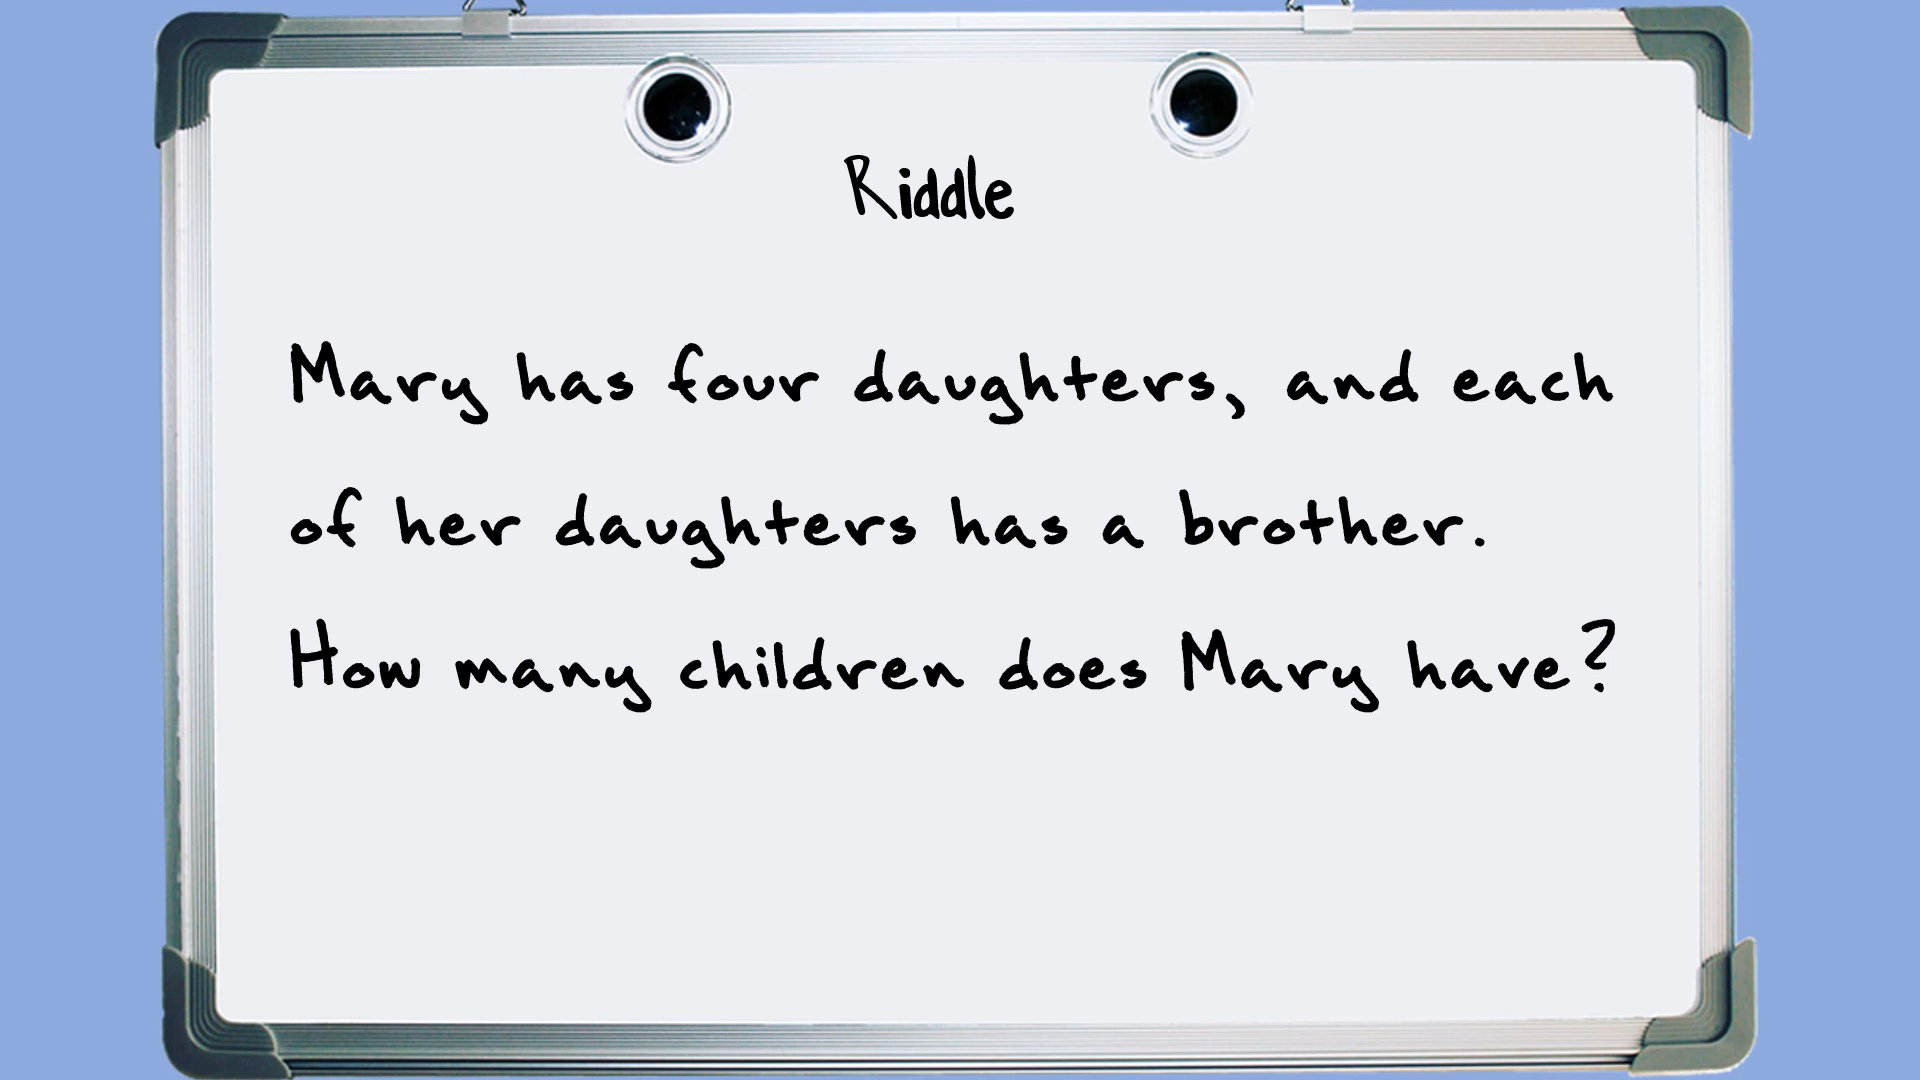 Riddle
Mary has four daughters, and each
of her daughters has a brother.
How many children does Mary have?